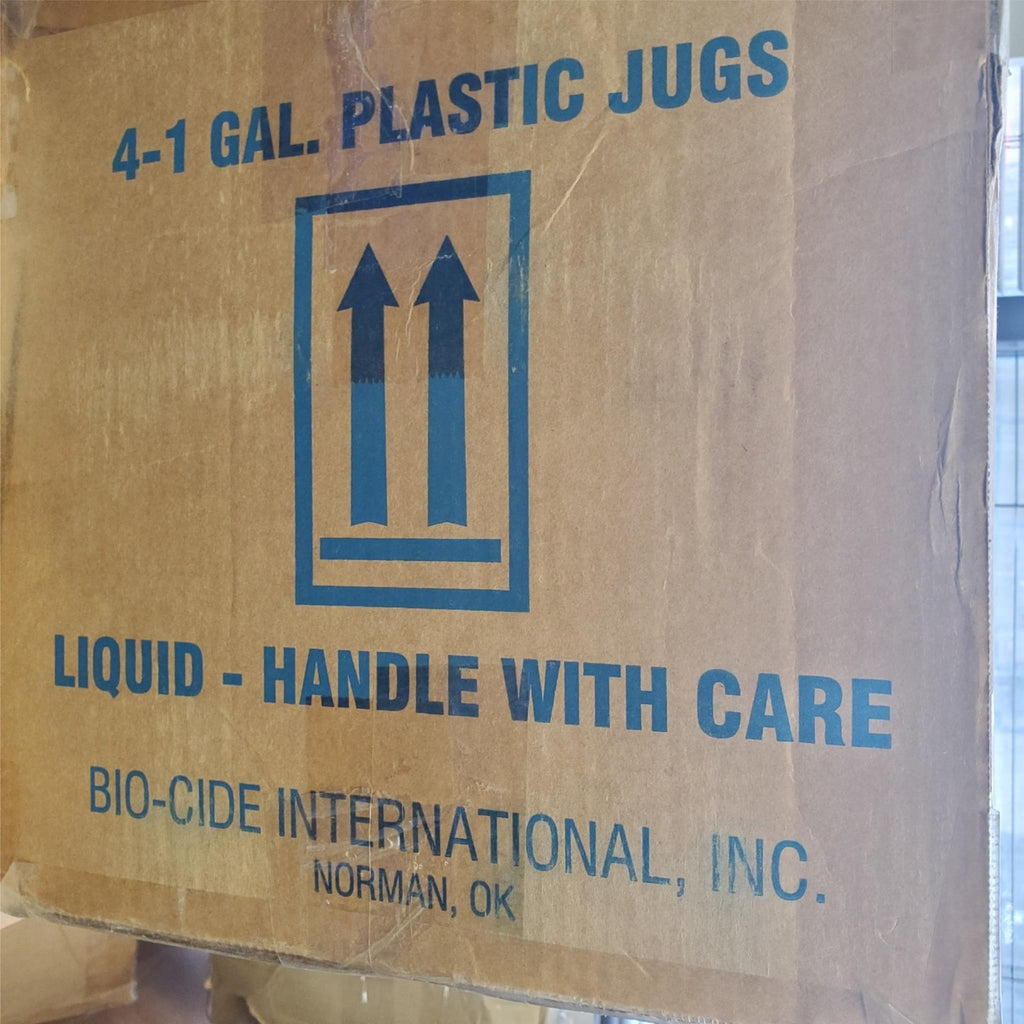 4-1 GAL. PLASTIC JUGS
LIQUID - HANDLE WITH CARE
BIO-CIDE INTERNATIONAL, INC.
NORMAN, OK